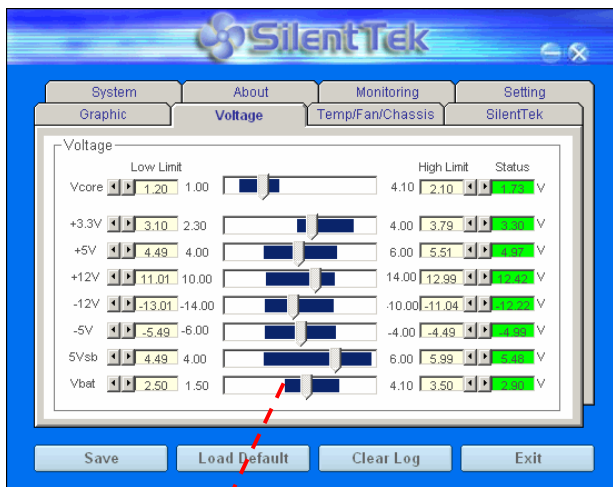 SilentTek
System About Monitoring Setting
Graphic Voltage Temp/Fan/Chassis SilentTek
Voltage
Low Limit High Limit Status
Vcore 1.20 1.00 4.10 2.10 1.73 V
+3.3V 3.10 2.30 4.00 3.79 3.30 V
+5V 4.49 4.00 6.00 5.51 4.97 V
+12V 11.01 10.00 14.00 12.99 12.42 V
-12V -13.01 -14.00 -10.00 -11.04 -12.22 V
-5V -5.49 -6.00 -4.00 -4.49 -4.99 V
5Vsb 4.49 4.00 6.00 5.99 5.48 V
Vbat 2.50 1.50 4.10 3.50 2.90 V
Save Load Default Clear Log Exit